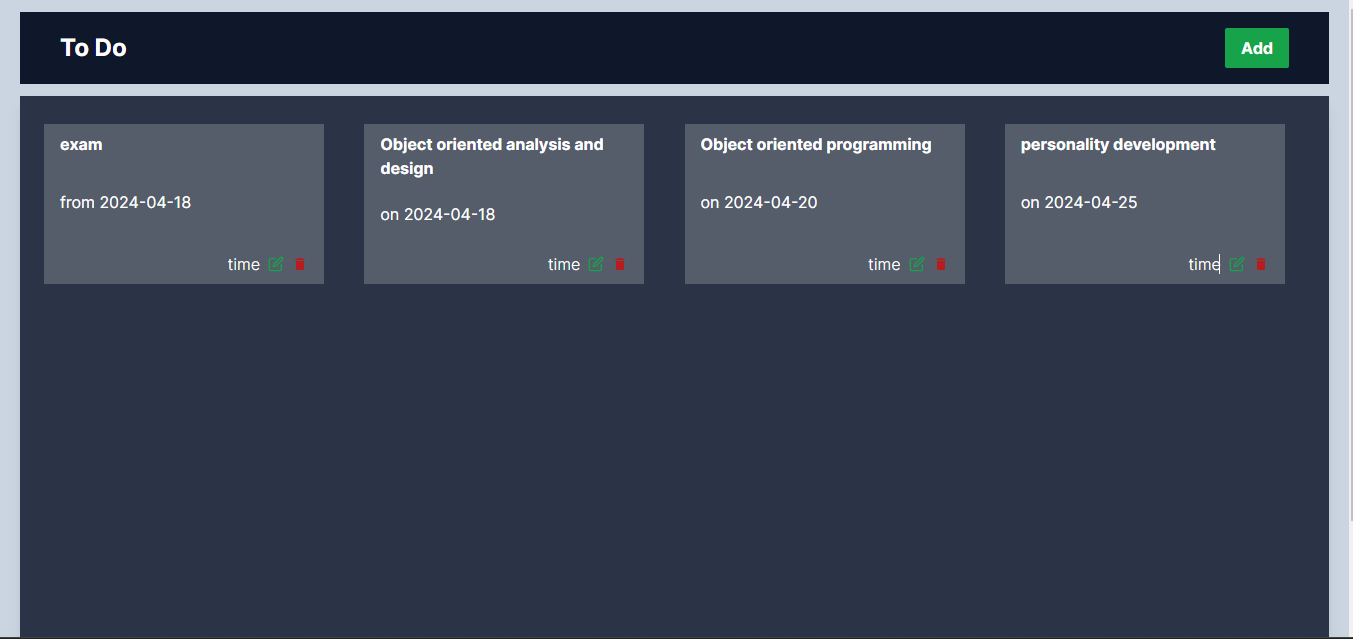 To Do
Add
exam
from 2024-04-18
time
Object oriented analysis and
design
on 2024-04-18
time
Object oriented programming
on 2024-04-20
time
personality development
on 2024-04-25
time